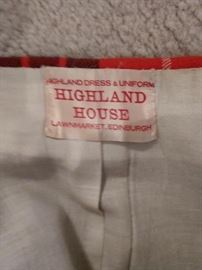 HIGHLAND DRESS & UNIFORM
HIGHLAND
HOUSE
LAWNMARKET, EDINBURGH